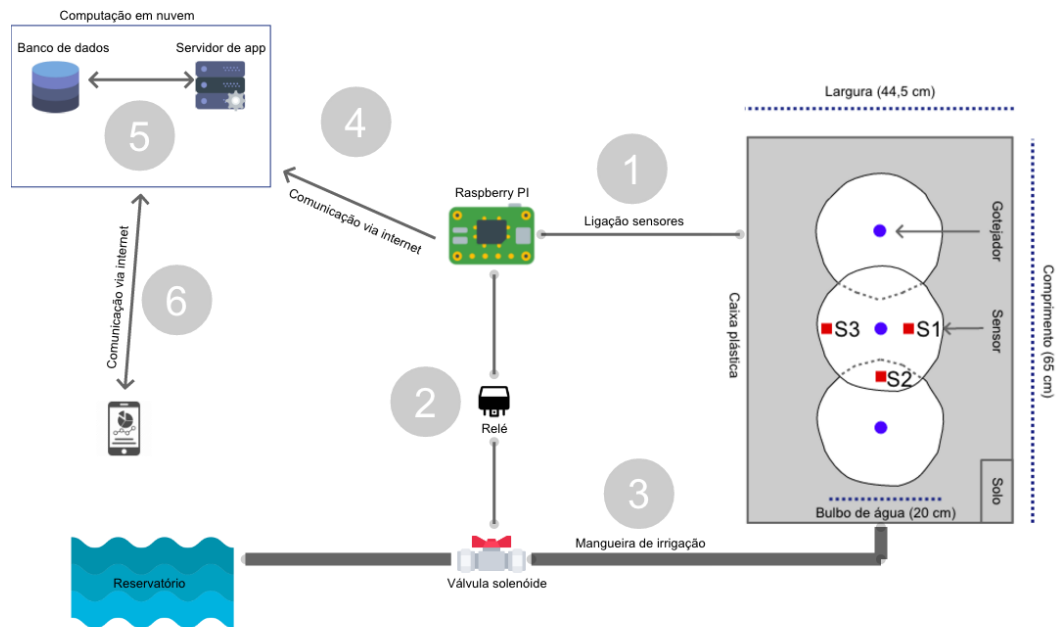 Computação em nuvem
Banco de dados
Servidor de app
5
4
1
Largura (44,5 cm)
Raspberry PI
Comunicação via internet
Ligação sensores
Gotejador
Comunicação via internet
6
Caixa plástica
S3
S1
Sensor
Comprimento (65 cm)
S2
2
Relé
3
Solo
Bulbo de água (20 cm)
Mangueira de irrigação
Reservatório
Válvula solenóide